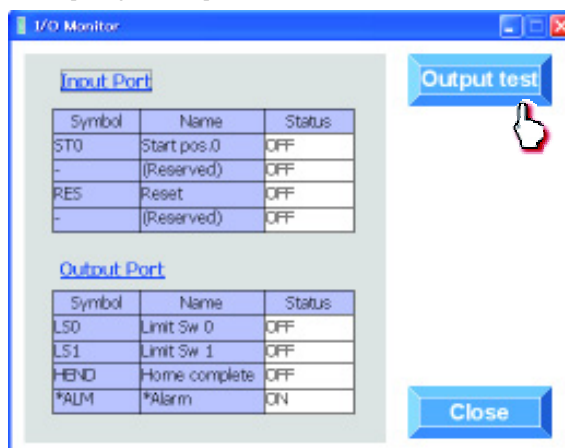 I/O Monitor
Input Port
Output test
Symbol Name Status
ST0 Start pos.0 OFF
- (Reserved) OFF
RES Reset OFF
- (Reserved) OFF
Output Port
Symbol Name Status
LS0 Limit Sw 0 OFF
LS1 Limit Sw 1 OFF
HEND Home complete OFF
*ALM *Alarm ON
Close